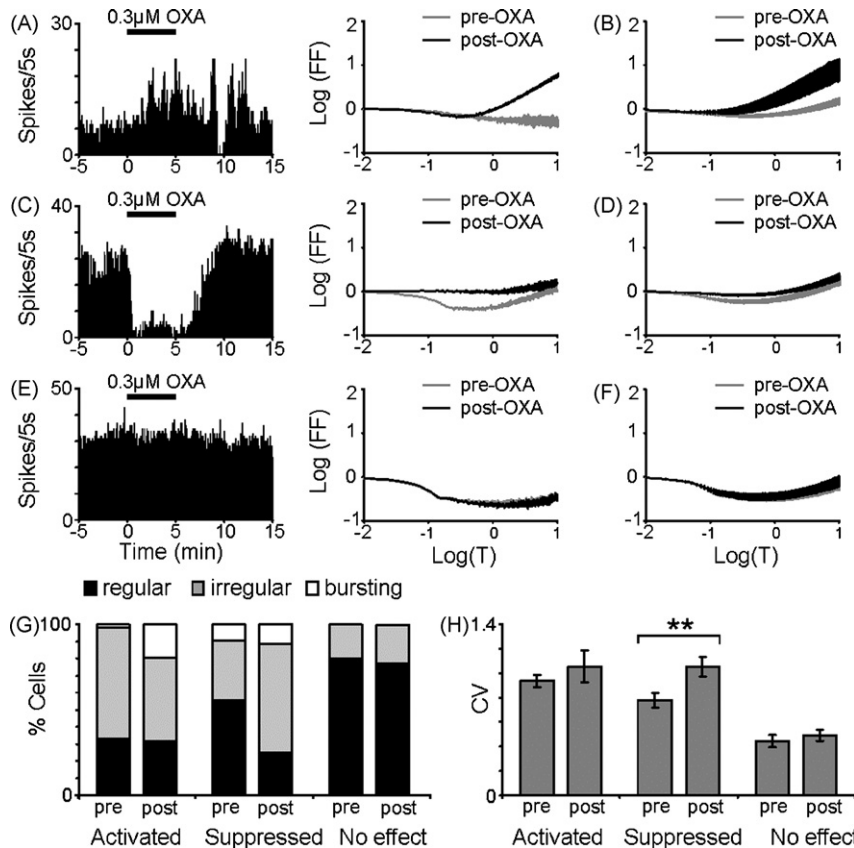 (A) 0.3µM OXA
30
Spikes/5s
0
-5 0 5 10 15
pre-OXA
post-OXA
2
1
0
-1
Log (FF)
-2 -1 0 1
(B) pre-OXA
post-OXA
2
1
0
-1
-2 -1 0 1
(C) 0.3µM OXA
40
Spikes/5s
0
-5 0 5 10 15
pre-OXA
post-OXA
2
1
0
-1
Log (FF)
-2 -1 0 1
(D) pre-OXA
post-OXA
2
1
0
-1
-2 -1 0 1
(E) 0.3µM OXA
50
Spikes/5s
0
-5 0 5 10 15
Time (min)
pre-OXA
post-OXA
2
1
0
-1
Log (FF)
-2 -1 0 1
Log(T)
(F) pre-OXA
post-OXA
2
1
0
-1
-2 -1 0 1
Log(T)
regular irregular bursting
(G) 100
% Cells
0
pre post pre post pre post
Activated Suppressed No effect
(H) 1.4
CV
0
**
pre post pre post pre post
Activated Suppressed No effect